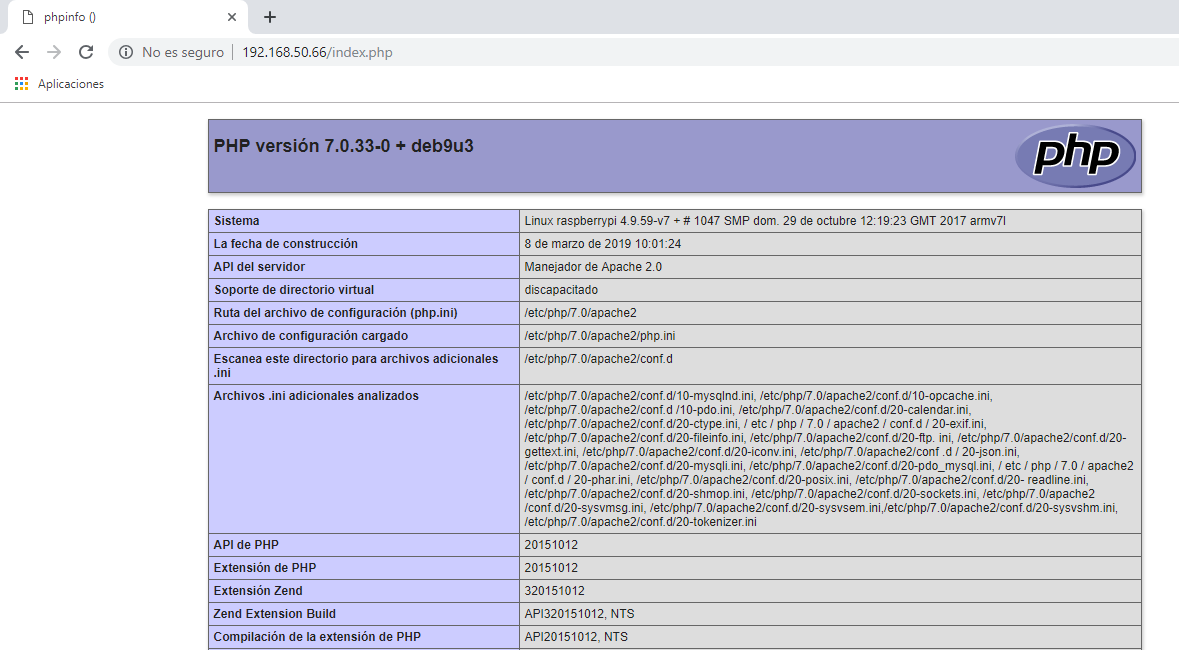 phpinfo ()
No es seguro
192.168.50.66/index.php
Aplicaciones
PHP versión 7.0.33-0 + deb9u3
php
Sistema
Linux raspberrypi 4.9.59-v7 + # 1047 SMP dom. 29 de octubre 12:19:23 GMT 2017 armv7l
La fecha de construcción
8 de marzo de 2019 10:01:24
API del servidor
Manejador de Apache 2.0
Soporte de directorio virtual
discapacitado
Ruta del archivo de configuración (php.ini)
/etc/php/7.0/apache2
Archivo de configuración cargado
/etc/php/7.0/apache2/php.ini
Escanea este directorio para archivos adicionales
.ini
/etc/php/7.0/apache2/conf.d
Archivos .ini adicionales analizados
/etc/php/7.0/apache2/conf.d/10-mysqlnd.ini, /etc/php/7.0/apache2/conf.d/10-opcache.ini,
/etc/php/7.0/apache2/conf.d /10-pdo.ini, /etc/php/7.0/apache2/conf.d/20-calendar.ini,
/etc/php/7.0/apache2/conf.d/20-ctype.ini, / etc / php / 7.0 / apache2 / conf.d / 20-exif.ini,
/etc/php/7.0/apache2/conf.d/20-fileinfo.ini, /etc/php/7.0/apache2/conf.d/20-ftp. ini, /etc/php/7.0/apache2/conf.d/20-
gettext.ini, /etc/php/7.0/apache2/conf.d/20-iconv.ini, /etc/php/7.0/apache2/conf .d / 20-json.ini,
/etc/php/7.0/apache2/conf.d/20-mysqli.ini, /etc/php/7.0/apache2/conf.d/20-pdo_mysql.ini, / etc / php / 7.0 / apache2
/ conf.d / 20-phar.ini, /etc/php/7.0/apache2/conf.d/20-posix.ini, /etc/php/7.0/apache2/conf.d/20- readline.ini,
/etc/php/7.0/apache2/conf.d/20-shmop.ini, /etc/php/7.0/apache2/conf.d/20-sockets.ini, /etc/php/7.0/apache2
/conf.d/20-sysvmsg.ini, /etc/php/7.0/apache2/conf.d/20-sysvsem.ini,/etc/php/7.0/apache2/conf.d/20-sysvshm.ini,
/etc/php/7.0/apache2/conf.d/20-tokenizer.ini
API de PHP
20151012
Extensión de PHP
20151012
Extensión Zend
320151012
Zend Extension Build
API320151012, NTS
Compilación de la extensión de PHP
API20151012, NTS